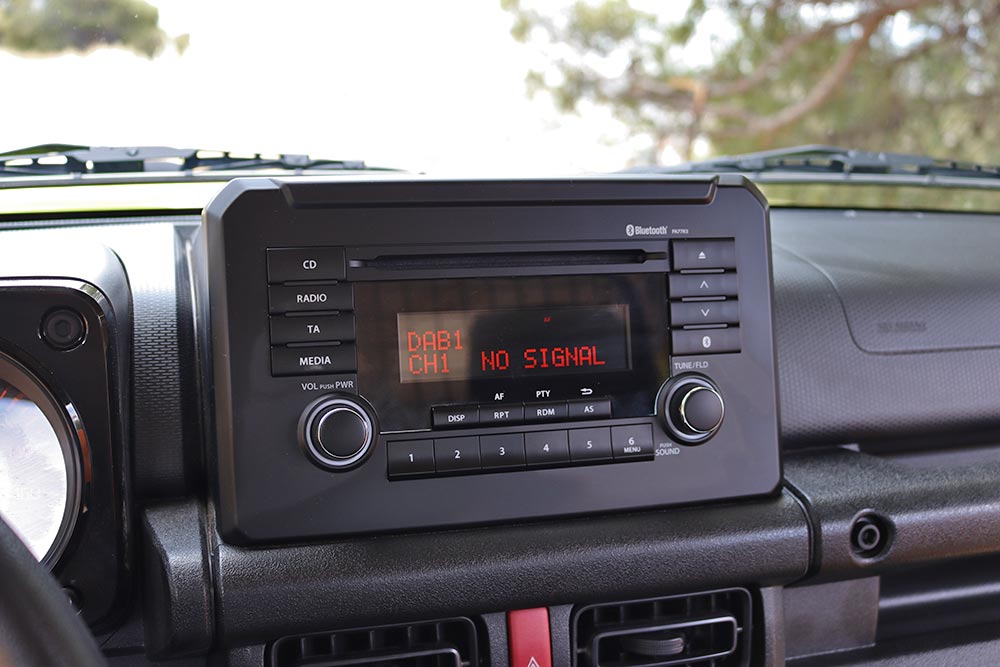 Bluetooth PA77K3
CD
RADIO
TA
MEDIA
AF
DAB1
CH1 NO SIGNAL
VOL PUSH PWR
TUNE/FLD
AF PTY
DISP RPT RDM AS
1 2 3 4 5 6
MENU
PUSH
SOUND